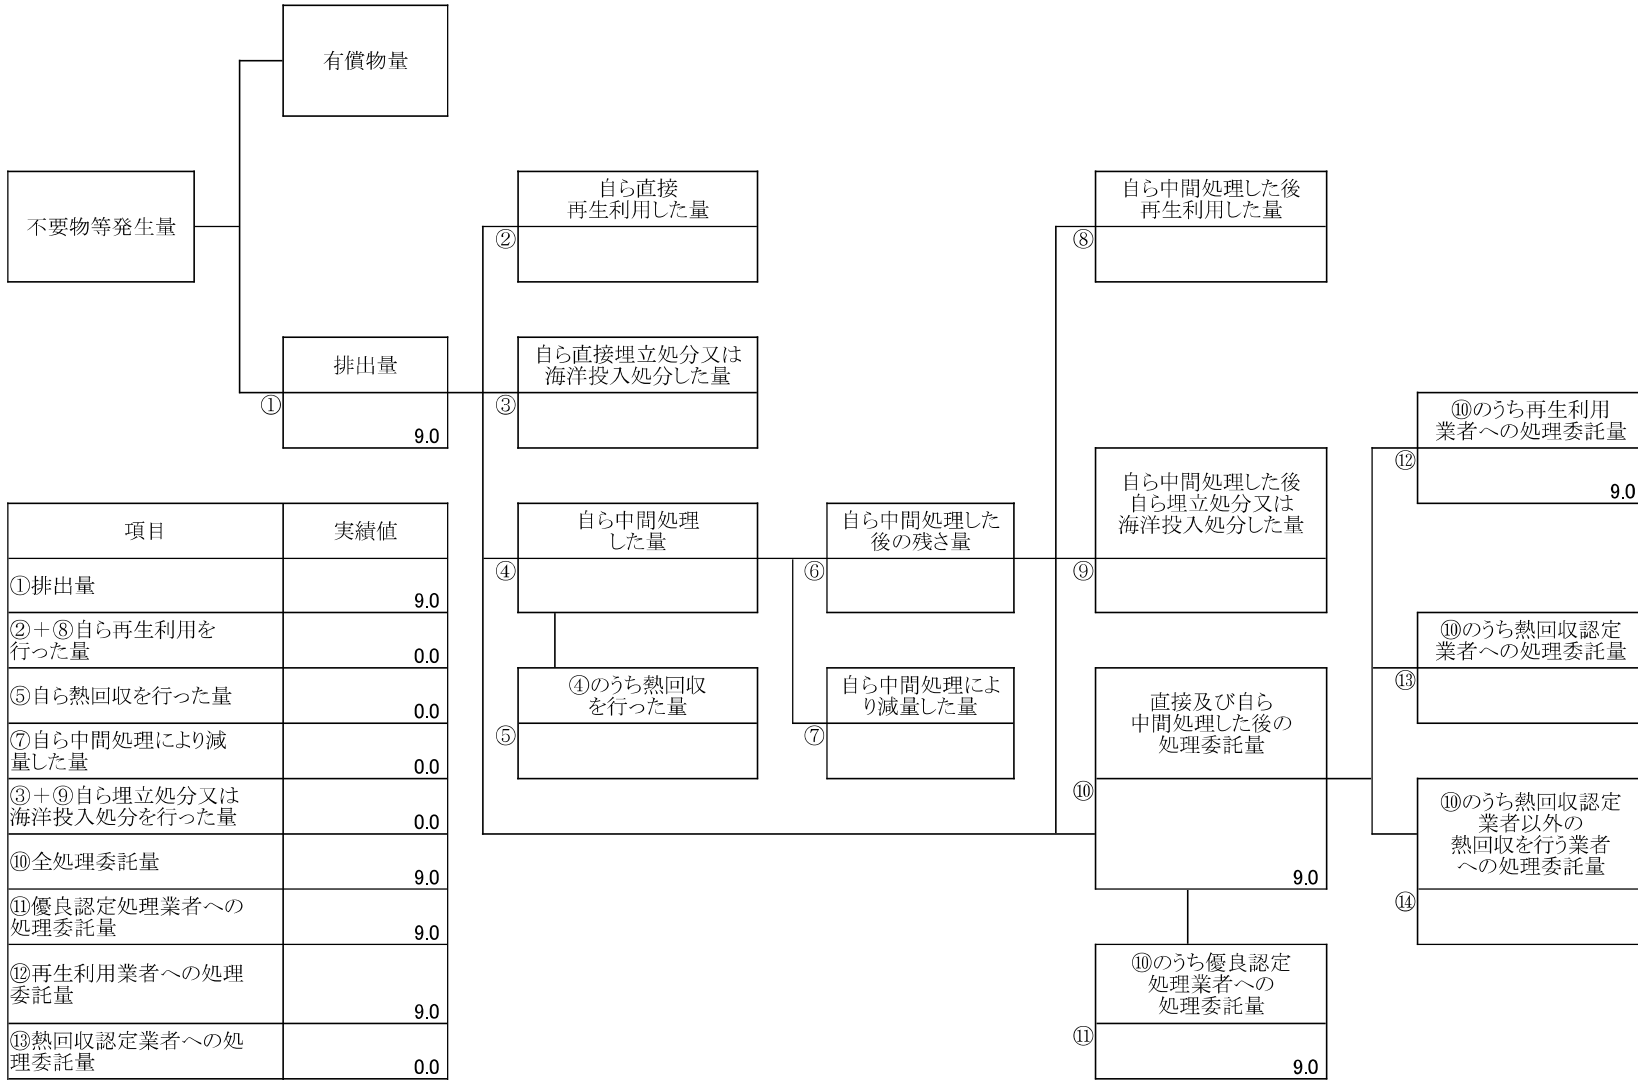 有償物量
不要物等発生量
自ら直接
再生利用した量
②
自ら中間処理した後
再生利用した量
⑧
排出量
①
9.0
自ら直接埋立処分又は
海洋投入処分した量
③
⑩のうち再生利用
業者への処理委託量
⑫
9.0
自ら中間処理した後
自ら埋立処分又は
海洋投入処分した量
⑨
自ら中間処理
した量
④
自ら中間処理した
後の残さ量
⑥
⑩のうち熱回収認定
業者への処理委託量
⑬
④のうち熱回収
を行った量
⑤
自ら中間処理によ
り減量した量
⑦
直接及び自ら
中間処理した後の
処理委託量
⑩
9.0
⑩のうち熱回収認定
業者以外の
熱回収を行う業者
への処理委託量
⑭
⑩のうち優良認定
処理業者への
処理委託量
⑪
9.0
項目 実績値
①排出量
9.0
②＋⑧自ら再生利用を
行った量
0.0
⑤自ら熱回収を行った量
0.0
⑦自ら中間処理により減
量した量
0.0
③＋⑨自ら埋立処分又は
海洋投入処分を行った量
0.0
⑩全処理委託量
9.0
⑪優良認定処理業者への
処理委託量
9.0
⑫再生利用業者への処理
委託量
9.0
⑬熱回収認定業者への処
理委託量
0.0